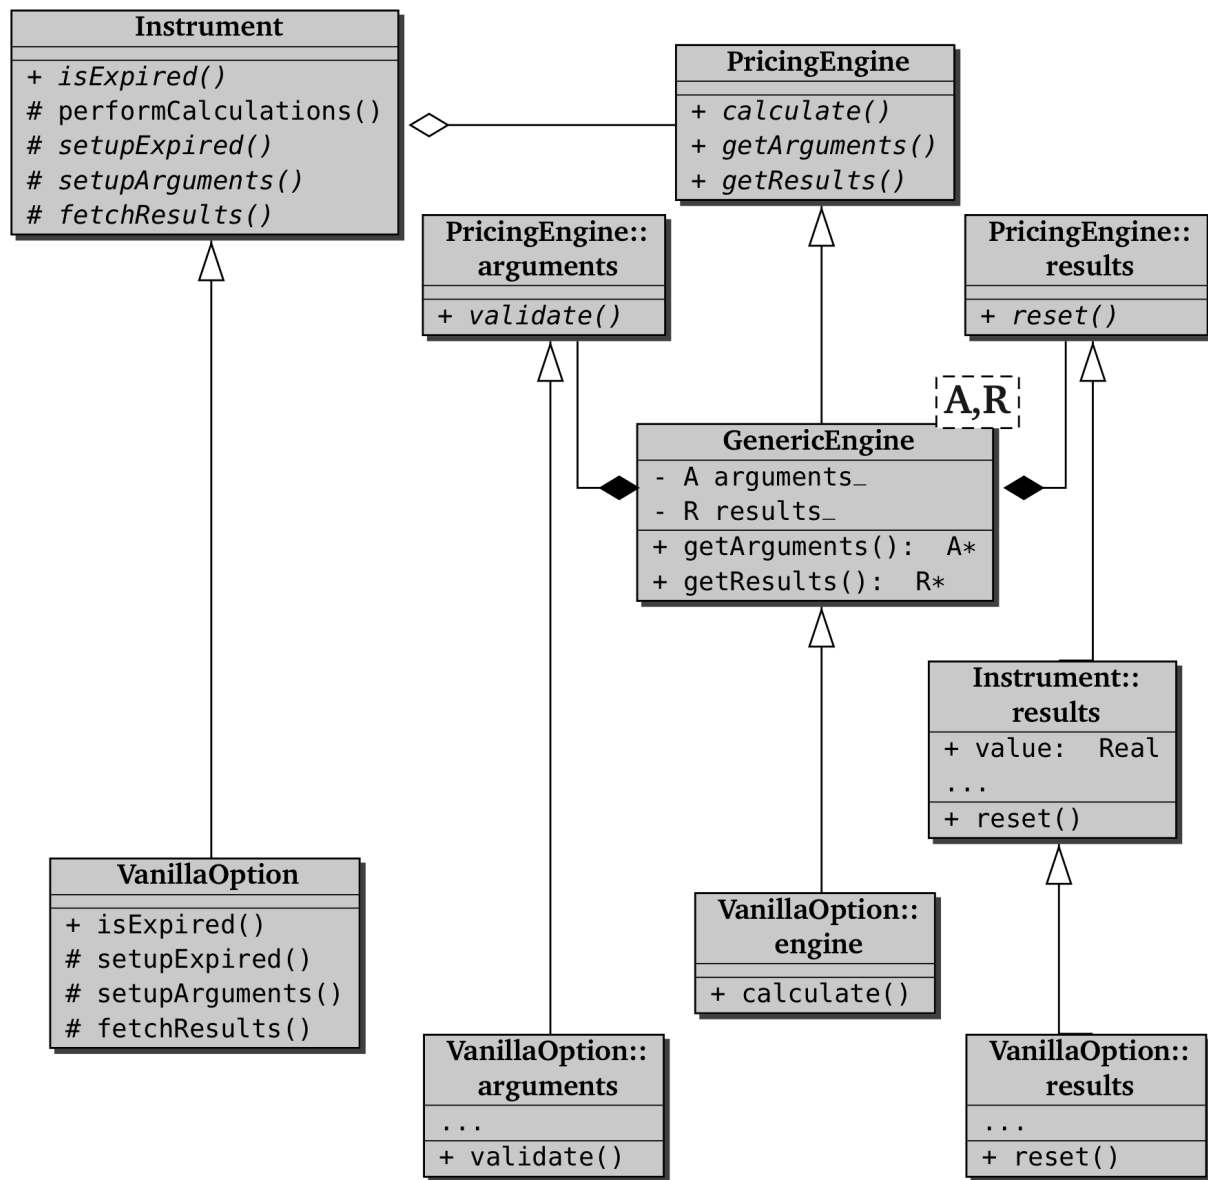 Instrument
+ isExpired()
# performCalculations()
# setupExpired()
# setupArguments()
# fetchResults()
PricingEngine
+ calculate()
+ getArguments()
+ getResults()
PricingEngine::
arguments
+ validate()
PricingEngine::
results
+ reset()
A,R
GenericEngine
- A arguments_
- R results_
+ getArguments():  A*
+ getResults():  R*
Instrument::
results
+ value:  Real
...
+ reset()
VanillaOption
+ isExpired()
# setupExpired()
# setupArguments()
# fetchResults()
VanillaOption::
engine
+ calculate()
VanillaOption::
arguments
...
+ validate()
VanillaOption::
results
...
+ reset()